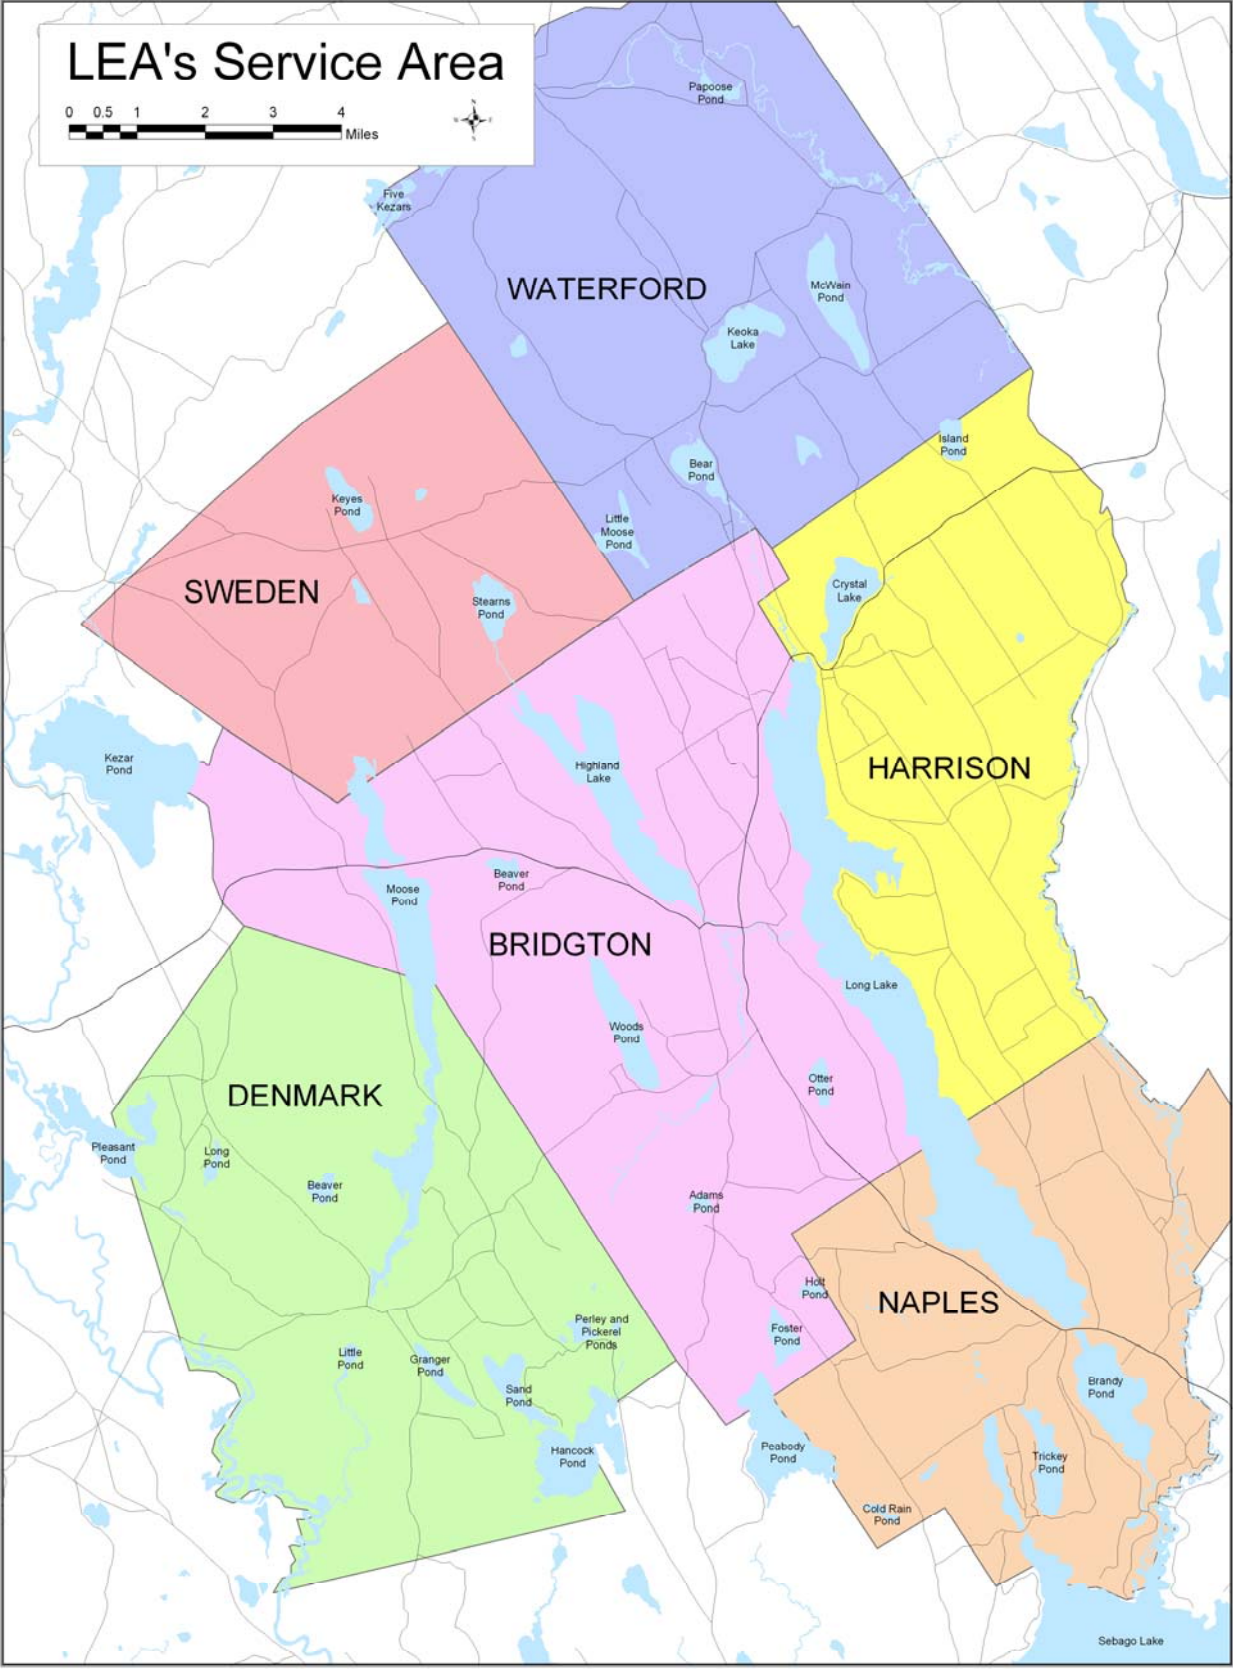 LEA's Service Area
0 0.5 1 2 3 4
Miles
N
Papoose
Pond
Five
Kezars
WATERFORD
McWain
Pond
Keoka
Lake
Island
Pond
Bear
Pond
Keyes
Pond
Little
Moose
Pond
SWEDEN
Stearns
Pond
Crystal
Lake
Kezar
Pond
Highland
Lake
HARRISON
Beaver
Pond
Moose
Pond
BRIDGTON
Long Lake
Woods
Pond
Otter
Pond
DENMARK
Pleasant
Pond
Long
Pond
Beaver
Pond
Adams
Pond
Holt
Pond
NAPLES
Perley and
Pickerel
Ponds
Foster
Pond
Little
Pond
Granger
Pond
Sand
Pond
Brandy
Pond
Hancock
Pond
Peabody
Pond
Trickey
Pond
Cold Rain
Pond
Sebago Lake